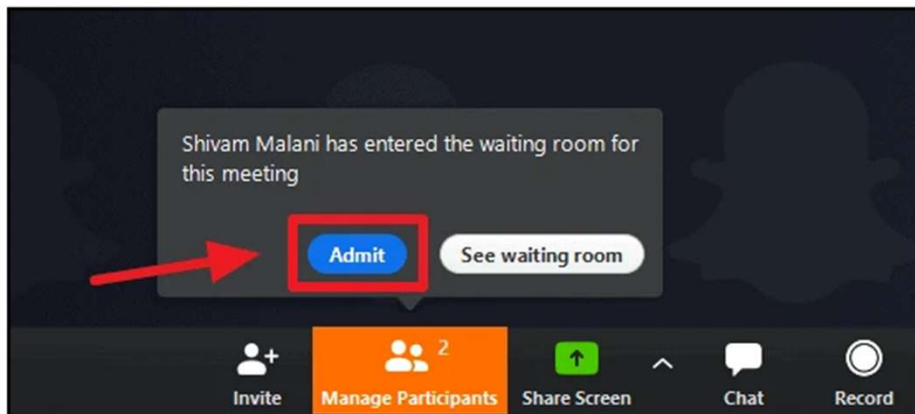 Shivam Malani has entered the waiting room for
this meeting
Admit
See waiting room
2
Invite
Manage Participants
Share Screen
Chat
Record